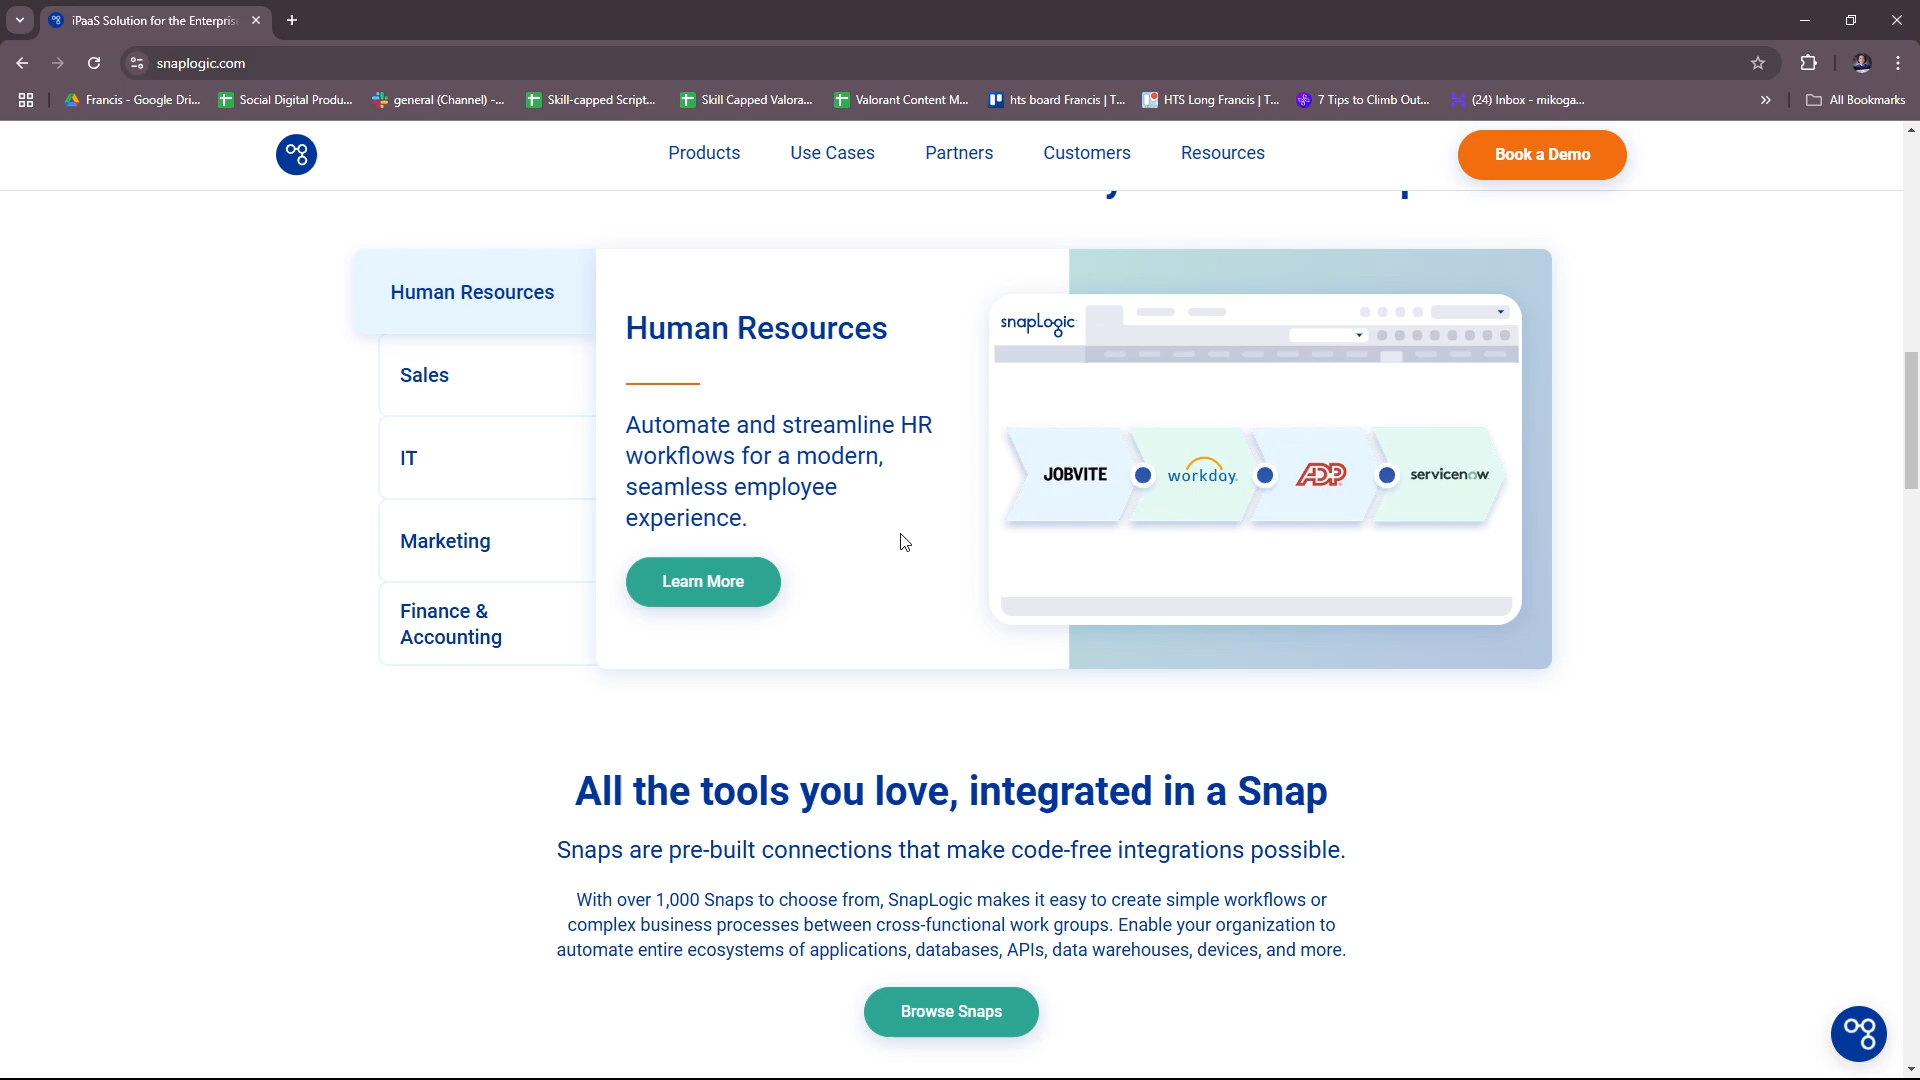 iPaaS Solution for the Enterpris
snaplogic.com
Francis - Google Dri...
Social Digital Produ...
general (Channel) -...
Skill-capped Script...
Skill Capped Valora...
Valorant Content M...
hts board Francis | T...
HTS Long Francis | T...
7 Tips to Climb Out...
(24) Inbox - mikoga...
All Bookmarks
Products
Use Cases
Partners
Customers
Resources
Book a Demo
Human Resources
Sales
IT
Marketing
Finance &
Accounting
Human Resources
Automate and streamline HR
workflows for a modern,
seamless employee
experience.
Learn More
snapLogic
JOBVITE
workday.
ADP
servicenow
All the tools you love, integrated in a Snap
Snaps are pre-built connections that make code-free integrations possible.
With over 1,000 Snaps to choose from, SnapLogic makes it easy to create simple workflows or
complex business processes between cross-functional work groups. Enable your organization to
automate entire ecosystems of applications, databases, APIs, data warehouses, devices, and more.
Browse Snaps